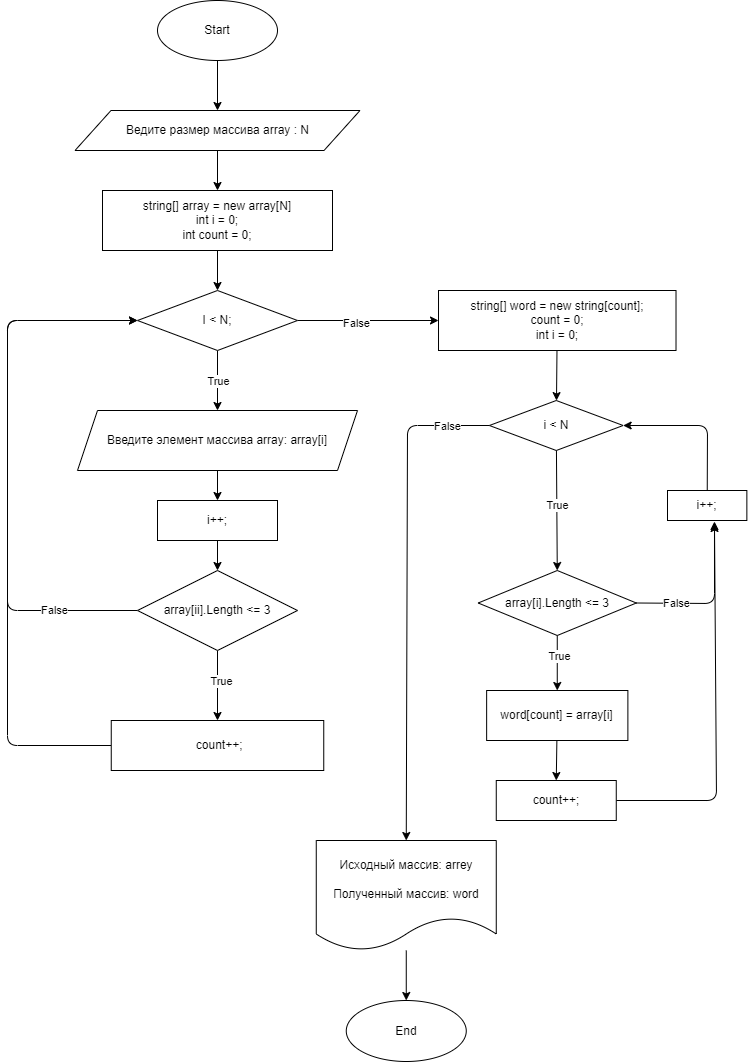 Start
Ведите размер массива array : N
string[] array = new array[N]
int i = 0;
int count = 0;
I < N;
False
True
Введите элемент массива array: array[i]
i++;
array[ii].Length <= 3
False
True
count++;
string[] word = new string[count];
count = 0;
int i = 0;
i < N
False
True
i++;
array[i].Length <= 3
False
True
word[count] = array[i]
count++;
Исходный массив: arrey
Полученный массив: word
End